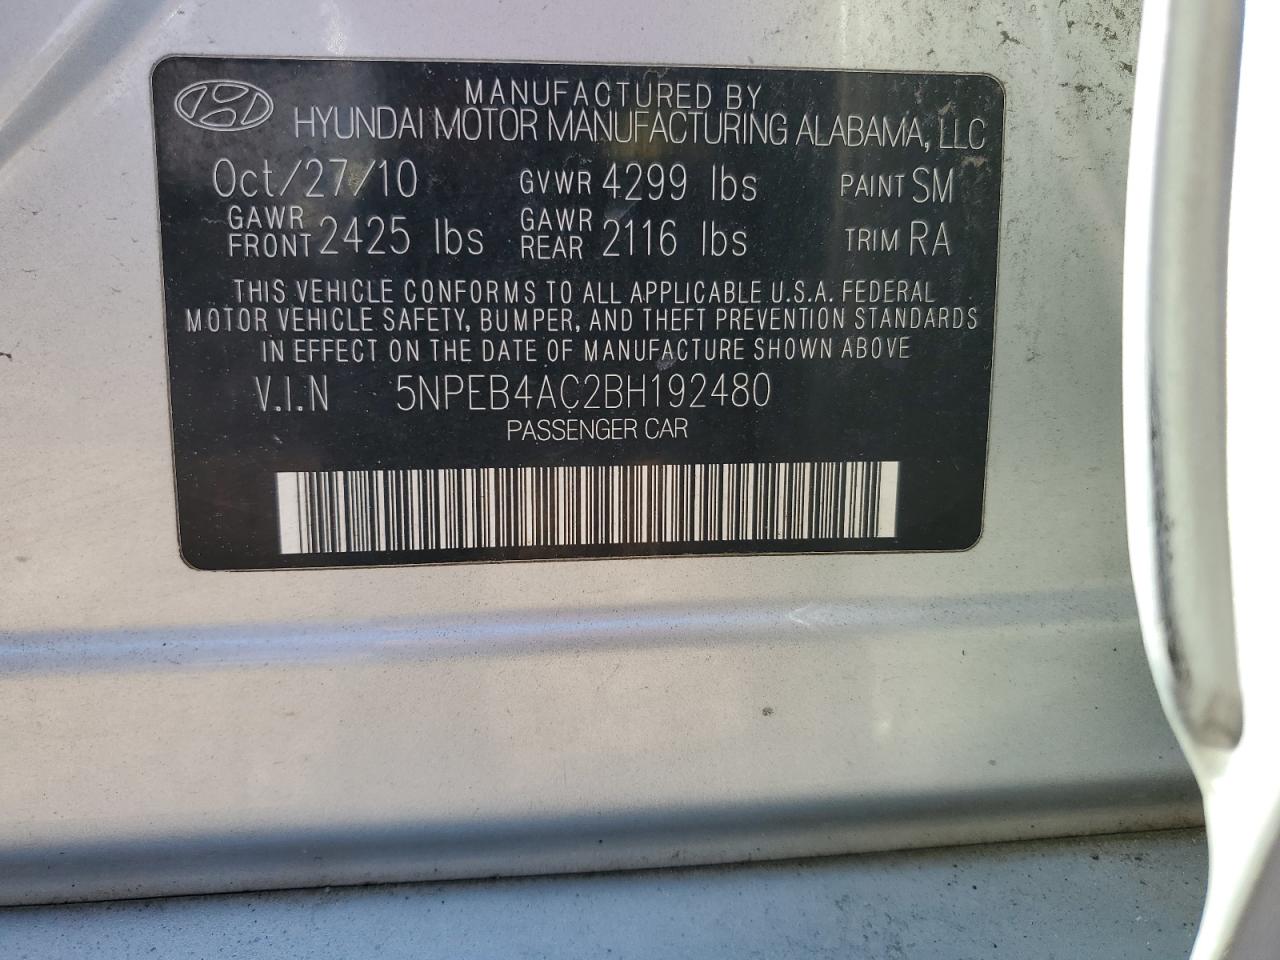 MANUFACTURED BY
HYUNDAI MOTOR MANUFACTURING ALABAMA, LLC
Oct/27/10 GVWR 4299 lbs PAINT SM
GAWR FRONT 2425 lbs GAWR REAR 2116 lbs TRIM RA
THIS VEHICLE CONFORMS TO ALL APPLICABLE U.S.A. FEDERAL
MOTOR VEHICLE SAFETY, BUMPER, AND THEFT PREVENTION STANDARDS
IN EFFECT ON THE DATE OF MANUFACTURE SHOWN ABOVE
V.I.N 5NPEB4AC2BH192480
PASSENGER CAR